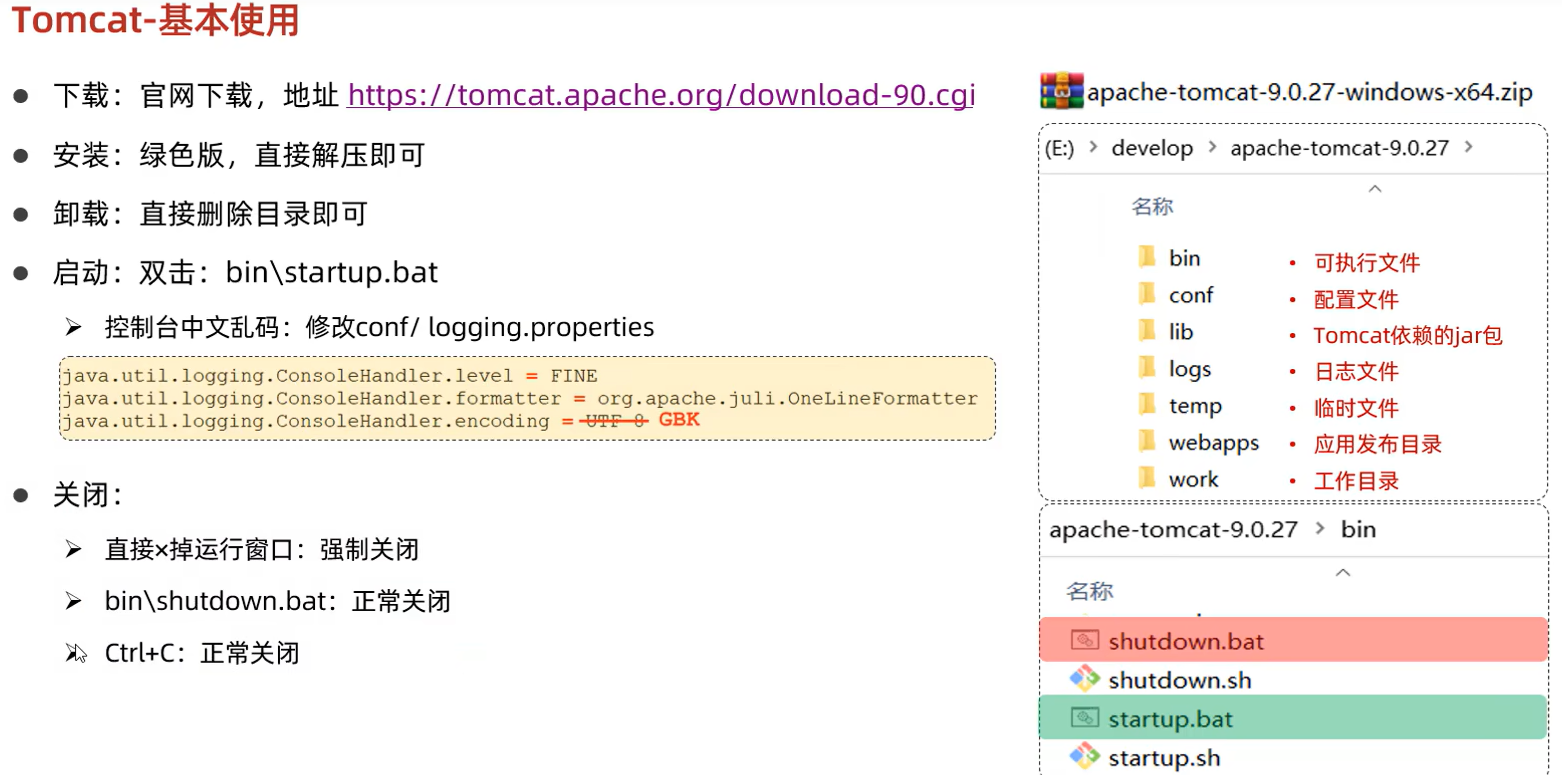 Tomcat-基本使用
下载：官网下载，地址 https://tomcat.apache.org/download-90.cgi
安装：绿色版，直接解压即可
卸载：直接删除目录即可
启动：双击：bin\startup.bat
控制台中文乱码：修改conf/ logging.properties
java.util.logging.ConsoleHandler.level = FINE
java.util.logging.ConsoleHandler.formatter = org.apache.juli.OneLineFormatter
java.util.logging.ConsoleHandler.encoding = UTF-8 GBK
关闭：
直接×掉运行窗口：强制关闭
bin\shutdown.bat：正常关闭
Ctrl+C：正常关闭
apache-tomcat-9.0.27-windows-x64.zip
(E:) > develop > apache-tomcat-9.0.27 >
名称
bin • 可执行文件
conf • 配置文件
lib • Tomcat依赖的jar包
logs • 日志文件
temp • 临时文件
webapps • 应用发布目录
work • 工作目录
apache-tomcat-9.0.27 > bin
名称
shutdown.bat
shutdown.sh
startup.bat
startup.sh